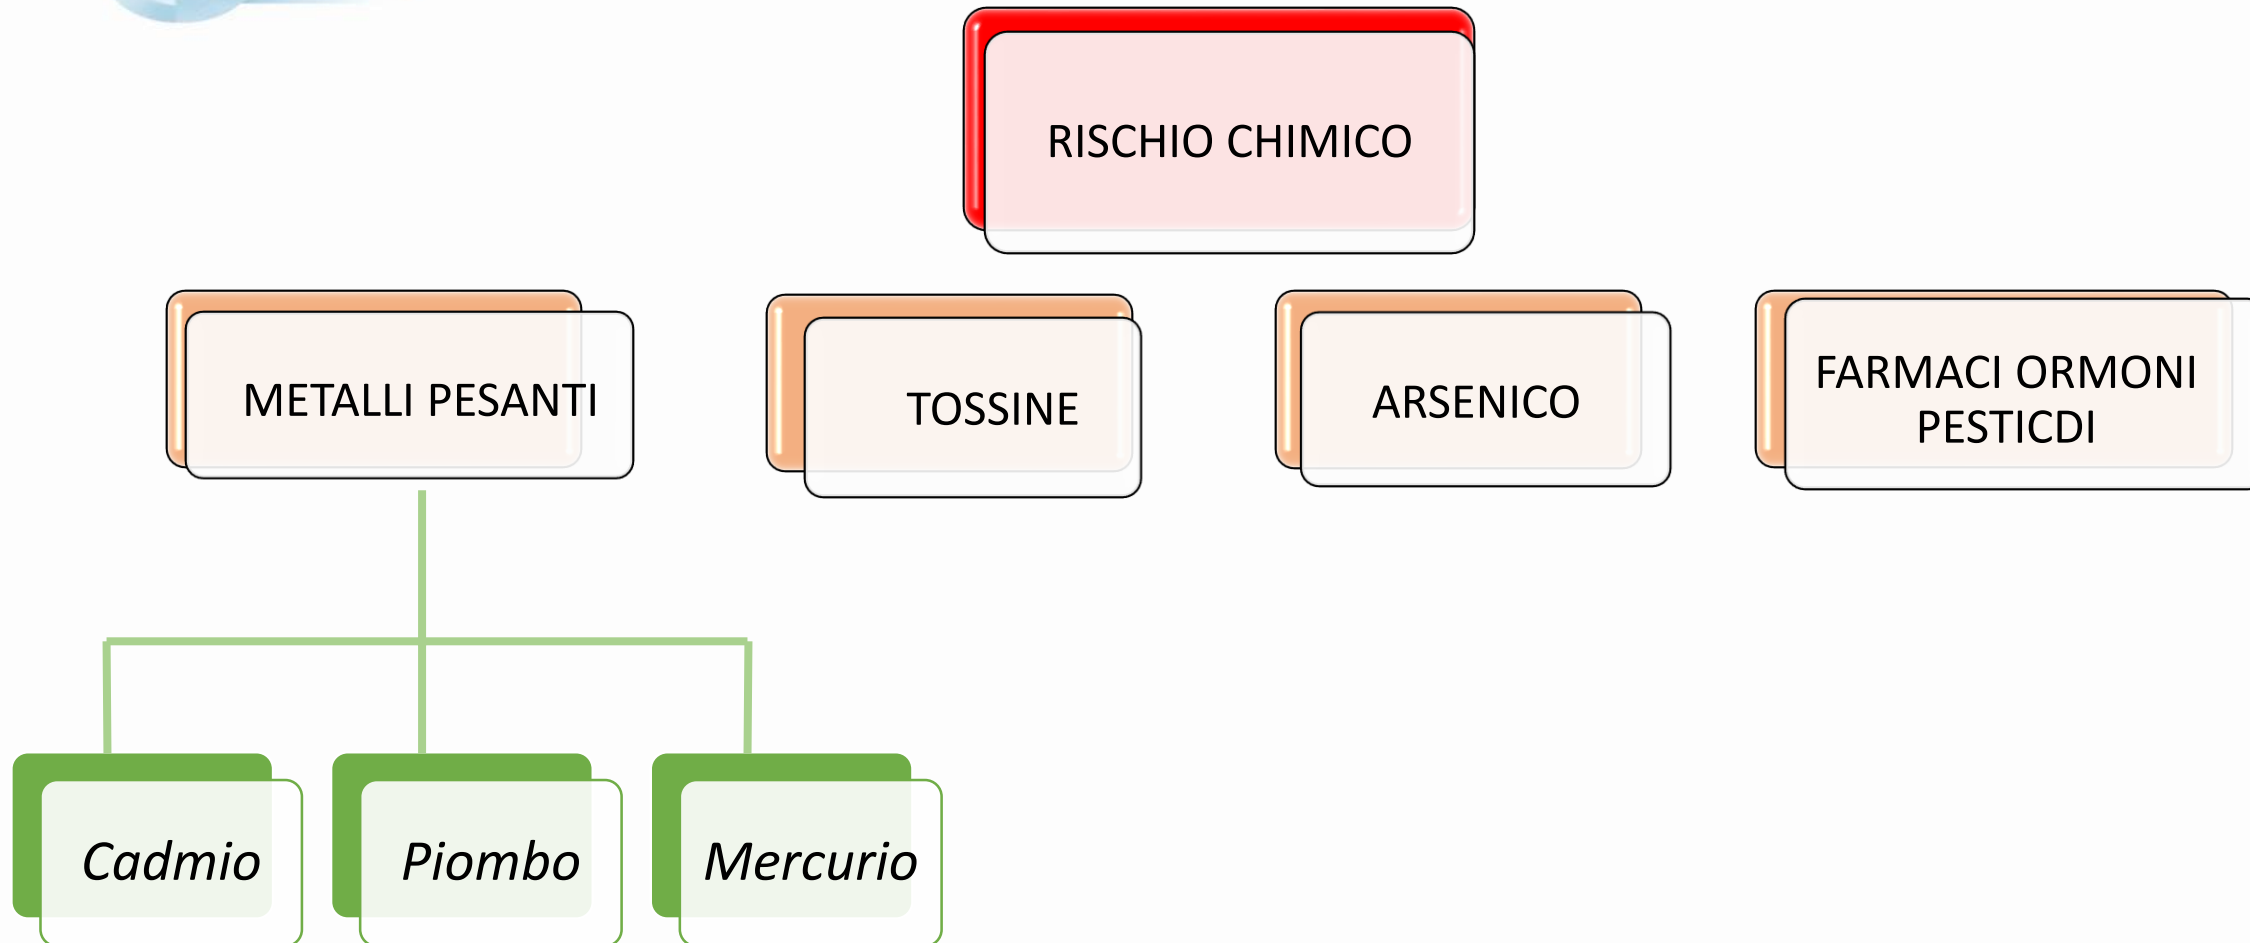 RISCHIO CHIMICO
METALLI PESANTI
TOSSINE
ARSENICO
FARMACI ORMONI
PESTICDI
Cadmio
Piombo
Mercurio